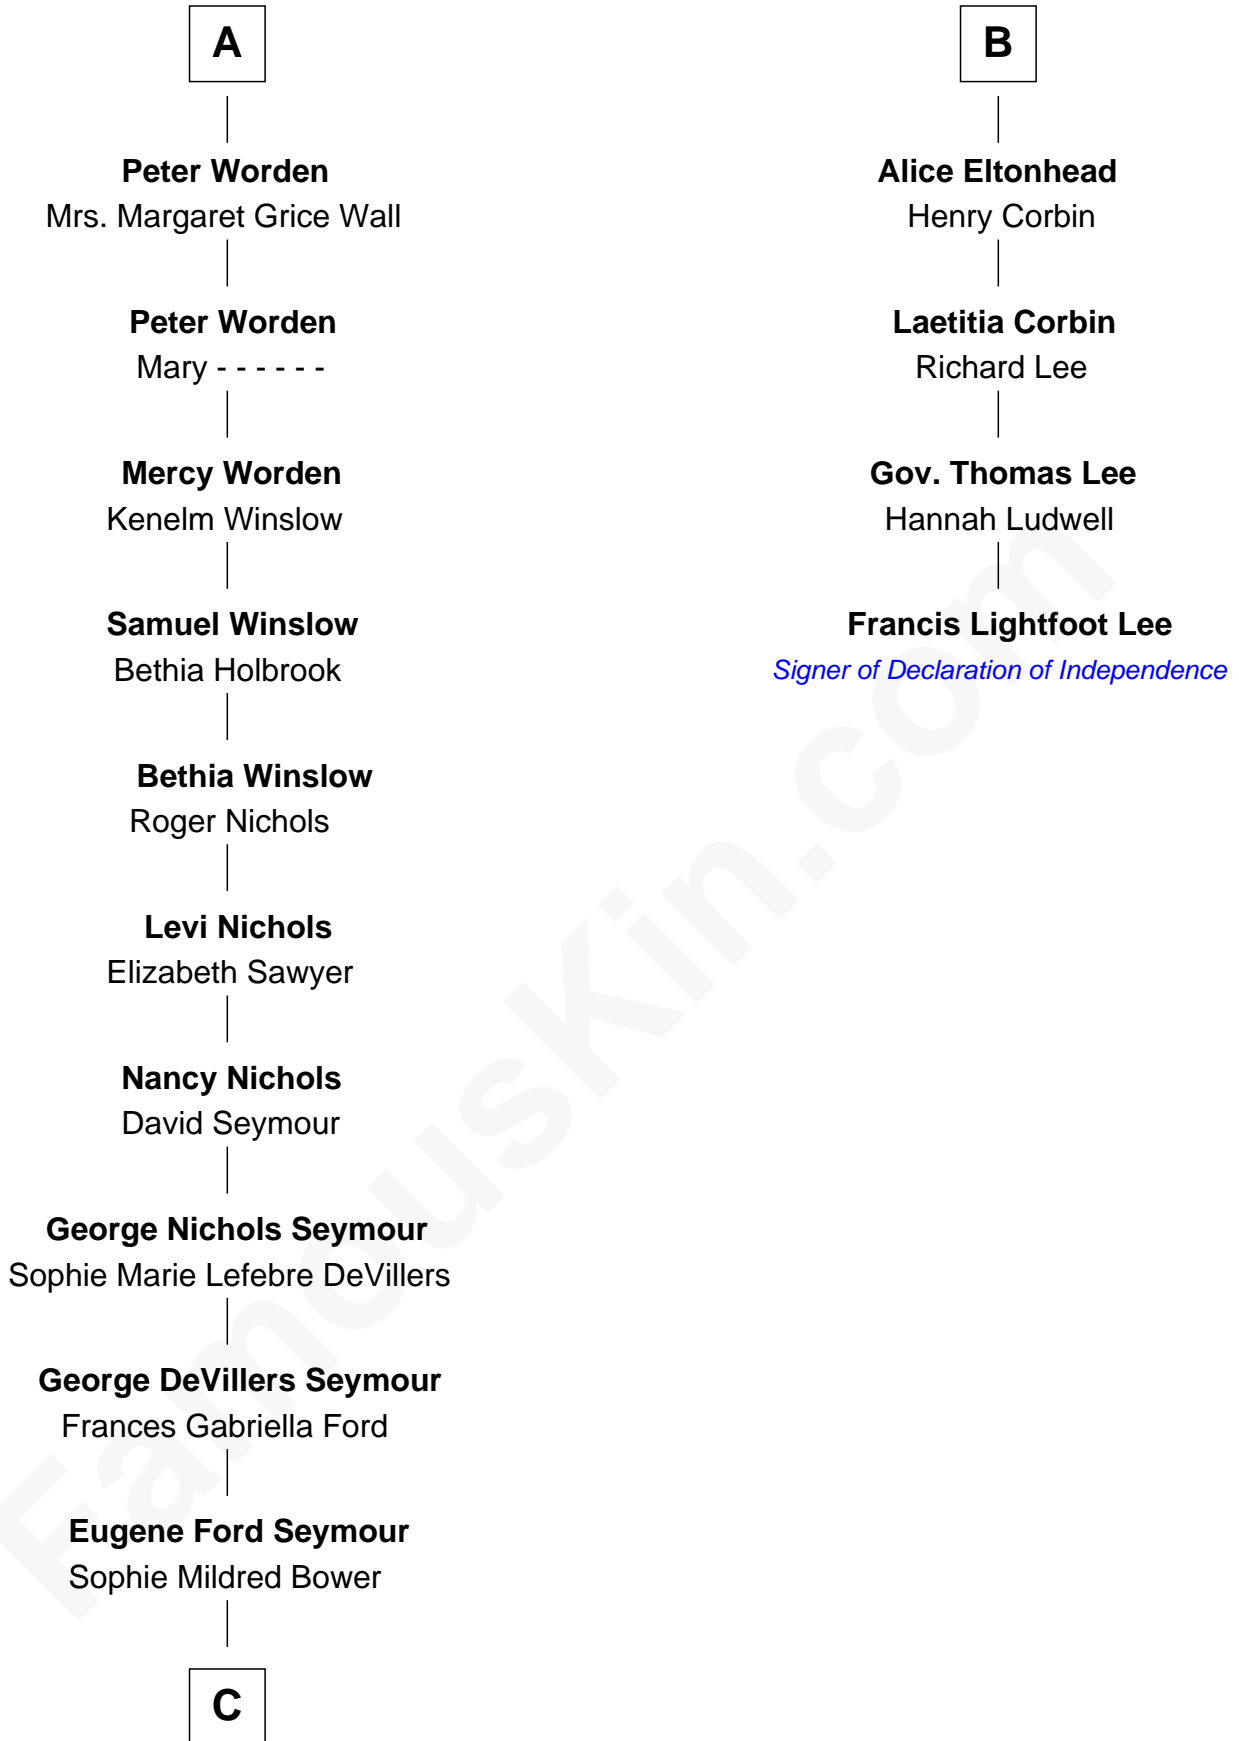 A
Peter Worden
Mrs. Margaret Grice Wall
Peter Worden
Mary - - - - - -
Mercy Worden
Kenelm Winslow
Samuel Winslow
Bethia Holbrook
Bethia Winslow
Roger Nichols
Levi Nichols
Elizabeth Sawyer
Nancy Nichols
David Seymour
George Nichols Seymour
Sophie Marie Lefebre DeVillers
George DeVillers Seymour
Frances Gabriella Ford
Eugene Ford Seymour
Sophie Mildred Bower
C
B
Alice Eltonhead
Henry Corbin
Laetitia Corbin
Richard Lee
Gov. Thomas Lee
Hannah Ludwell
Francis Lightfoot Lee
Signer of Declaration of Independence
FamousKin.com